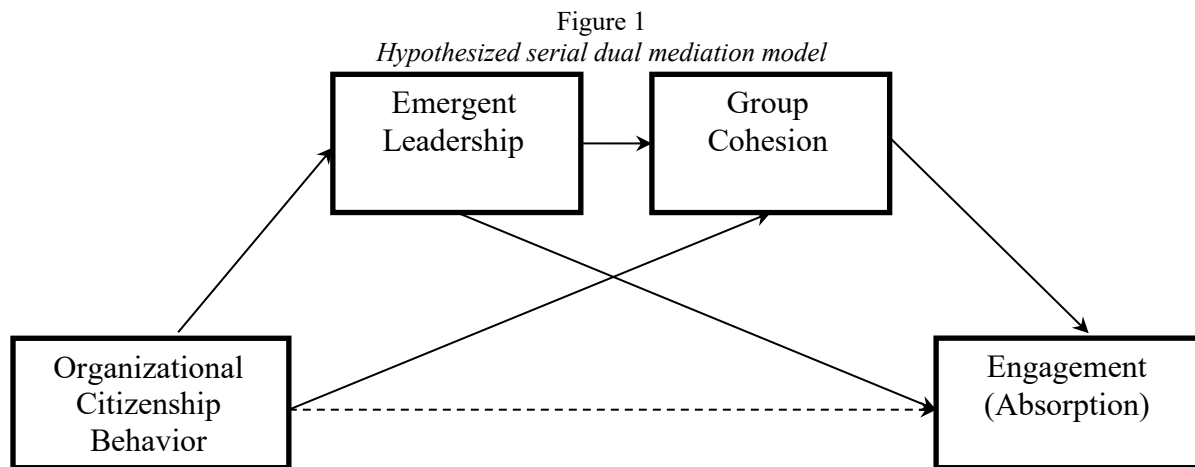 Figure 1
Hypothesized serial dual mediation model
Emergent
Leadership
Group
Cohesion
Organizational
Citizenship
Behavior
Engagement
(Absorption)